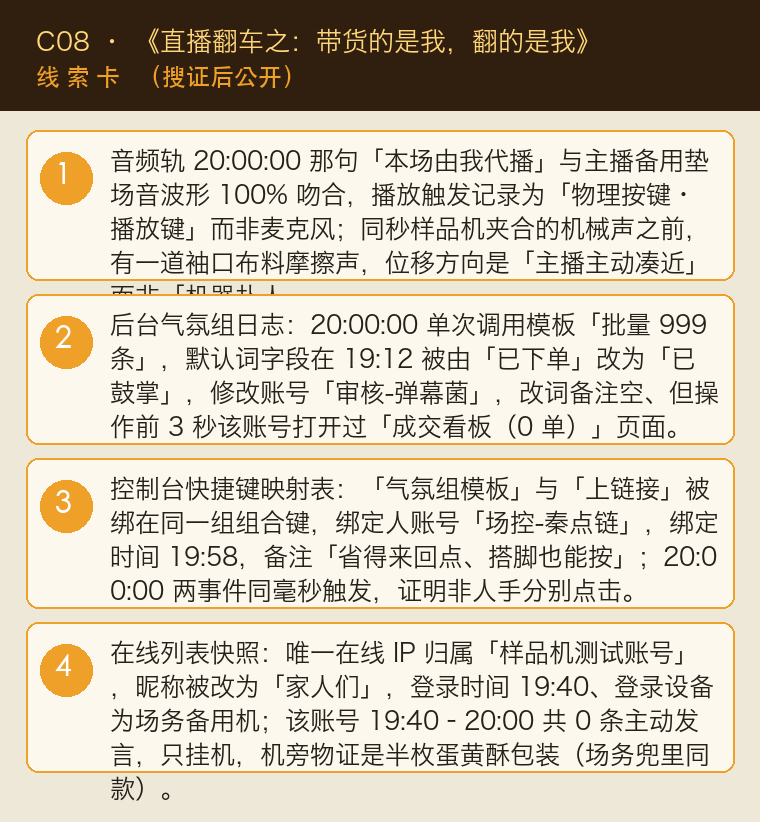 C08 · 《直播翻车之：带货的是我，翻的是我》
线 索 卡 （搜证后公开）
1
音频轨 20:00:00 那句「本场由我代播」与主播备用垫
场音波形 100% 吻合，播放触发记录为「物理按键·
播放键」而非麦克风；同秒样品机夹合的机械声之前，
有一道袖口布料摩擦声，位移方向是「主播主动凑近」
2
后台气氛组日志：20:00:00 单次调用模板「批量 999
条」，默认词字段在 19:12 被由「已下单」改为「已
鼓掌」，修改账号「审核-弹幕菌」，改词备注空、但操
作前 3 秒该账号打开过「成交看板（0 单）」页面。
3
控制台快捷键映射表：「气氛组模板」与「上链接」被
绑在同一组组合键，绑定人账号「场控-秦点链」，绑定
时间 19:58，备注「省得来回点、搭脚也能按」；20:0
0:00 两事件同毫秒触发，证明非人手分别点击。
4
在线列表快照：唯一在线 IP 归属「样品机测试账号」
，昵称被改为「家人们」，登录时间 19:40、登录设备
为场务备用机；该账号 19:40 - 20:00 共 0 条主动发
言，只挂机，机旁物证是半枚蛋黄酥包装（场务兜里同
款）。